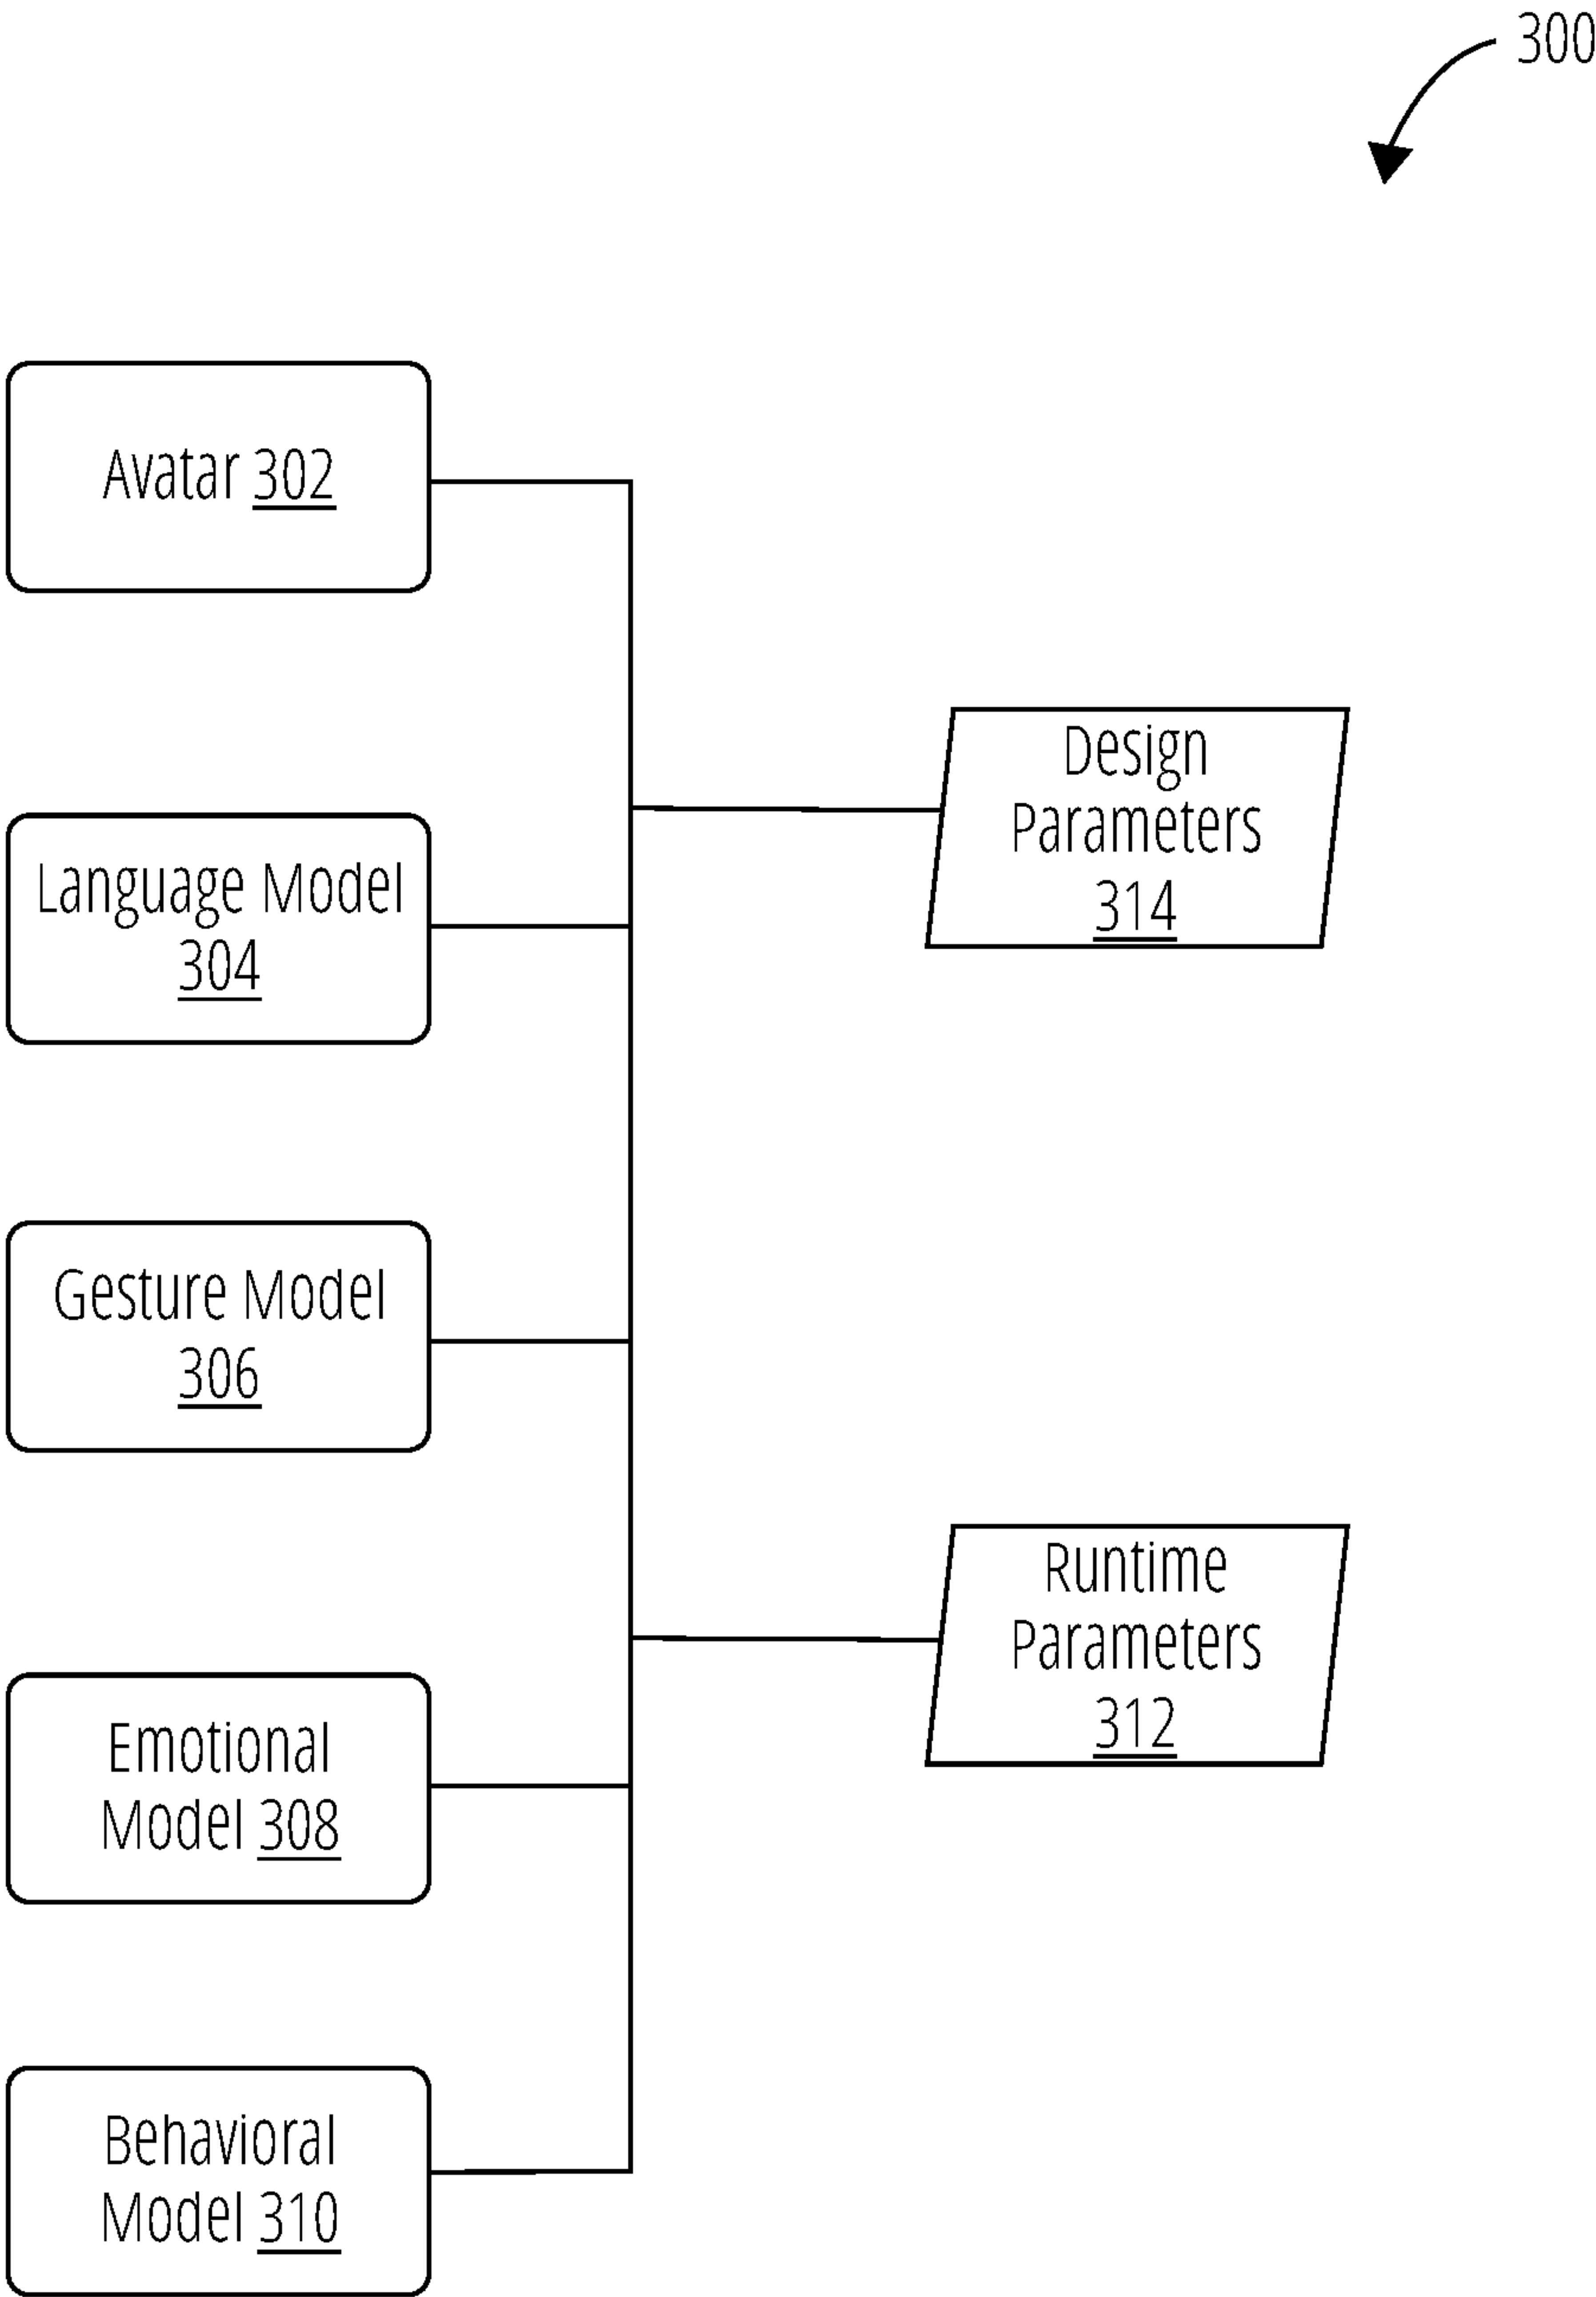 300
Avatar 302
Design
Parameters
314
Language Model
304
Gesture Model
306
Runtime
Parameters
312
Emotional
Model 308
Behavioral
Model 310